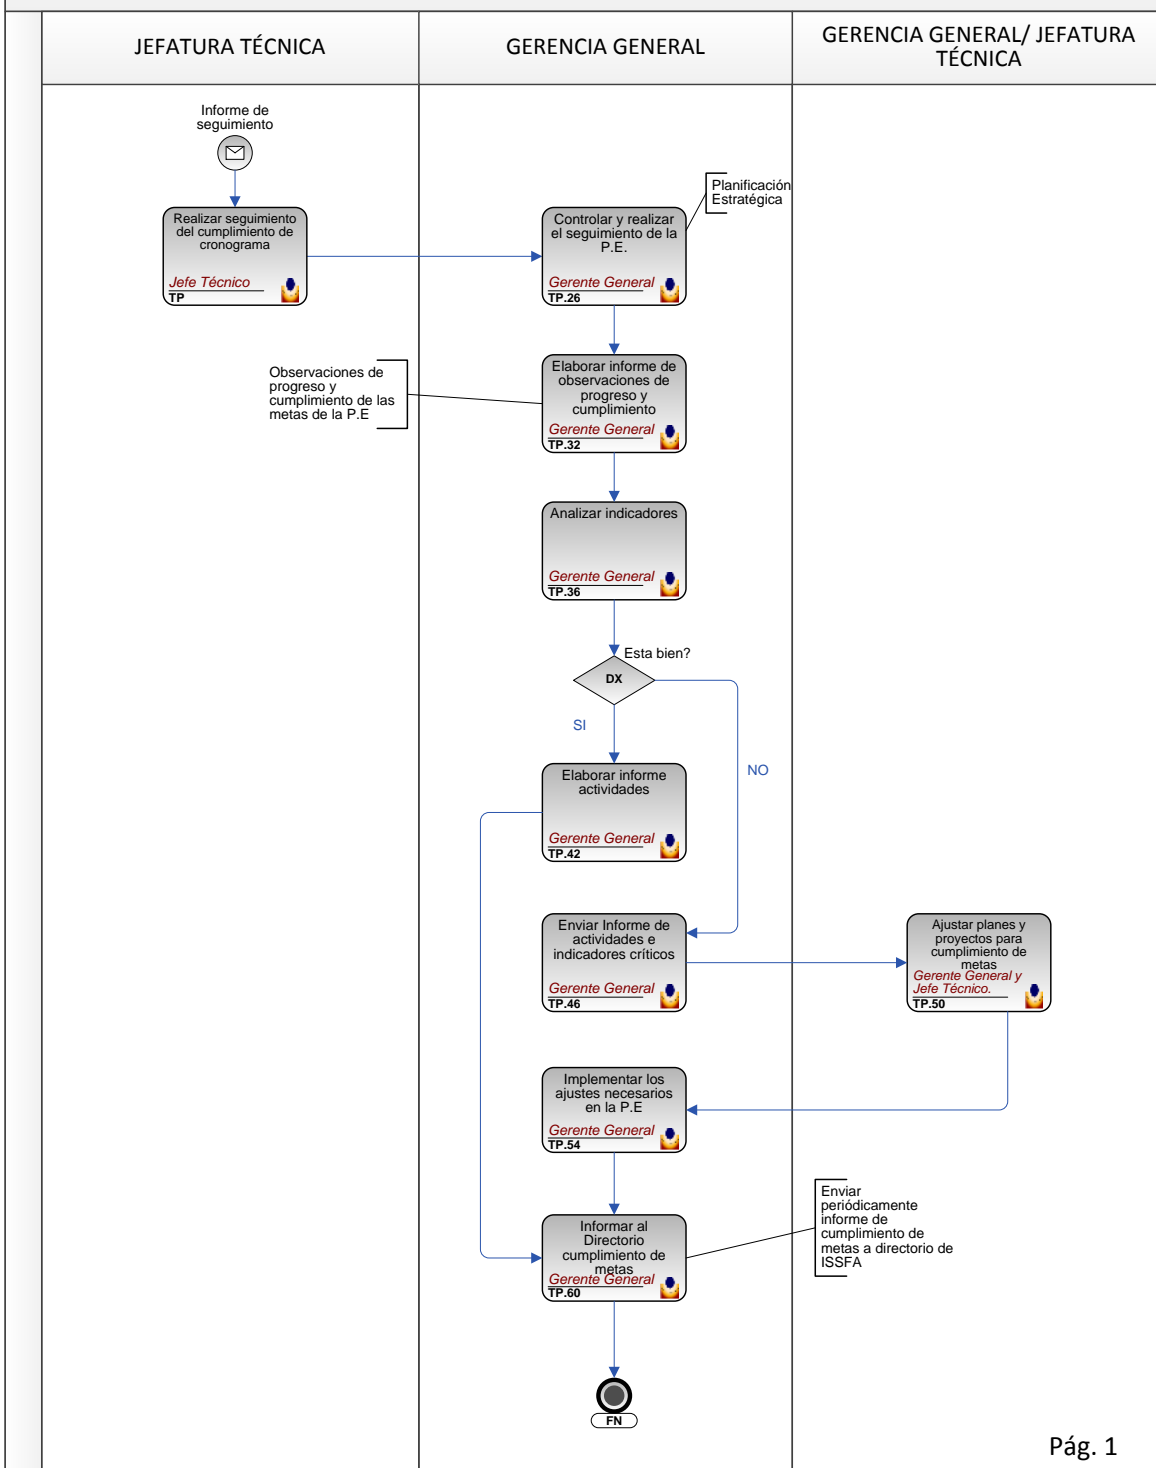 JEFATURA TÉCNICA
GERENCIA GENERAL
GERENCIA GENERAL/ JEFATURA
TÉCNICA
Informe de
seguimiento
Realizar seguimiento
del cumplimiento de
cronograma
Jefe Técnico
TP
Controlar y realizar
el seguimiento de la
P.E.
Gerente General
TP.26
Planificación
Estratégica
Observaciones de
progreso y
cumplimiento de las
metas de la P.E
Elaborar informe de
observaciones de
progreso y
cumplimiento
Gerente General
TP.32
Analizar indicadores
Gerente General
TP.36
Esta bien?
DX
SI
NO
Elaborar informe
actividades
Gerente General
TP.42
Enviar Informe de
actividades e
indicadores críticos
Gerente General
TP.46
Ajustar planes y
proyectos para
cumplimiento de
metas
Gerente General y
Jefe Técnico.
TP.50
Implementar los
ajustes necesarios
en la P.E
Gerente General
TP.54
Informar al
Directorio
cumplimiento de
metas
Gerente General
TP.60
Enviar
periódicamente
informe de
cumplimiento de
metas a directorio de
ISSFA
FN
Pág. 1